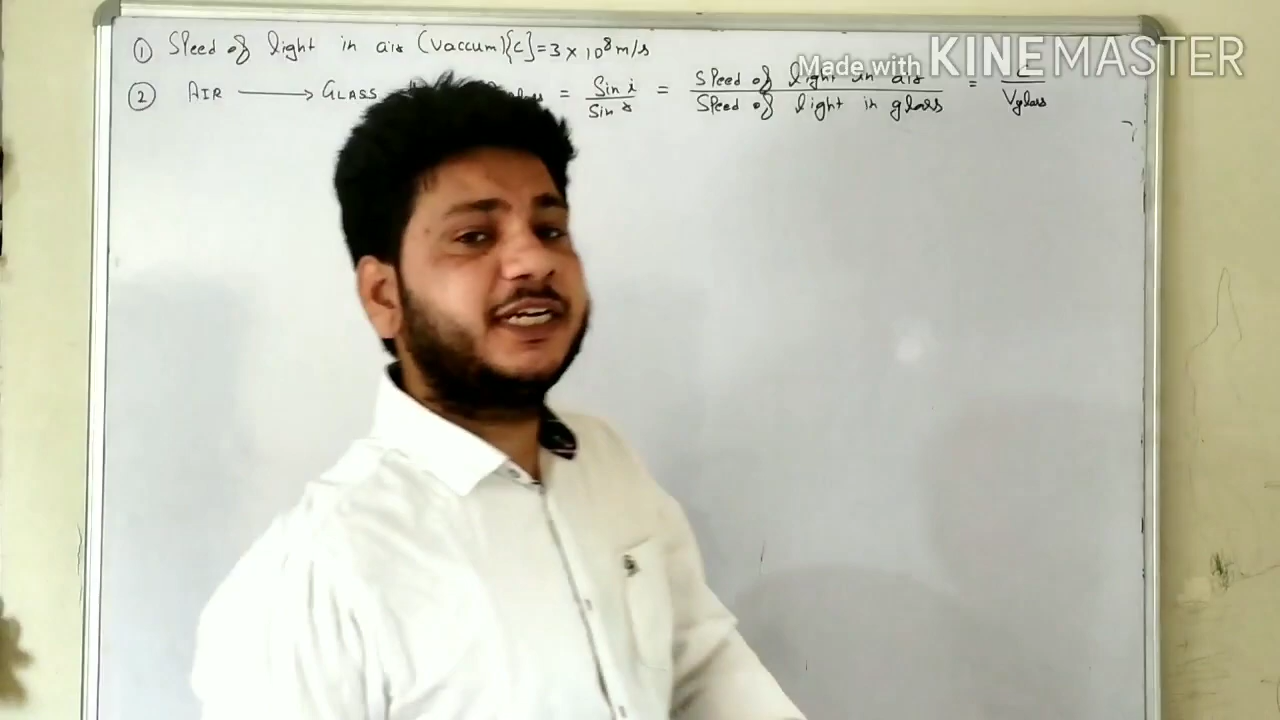 Made with KINEMASTER
① Speed of light in air (Vaccum){c}=3 × 10⁸ m/s
② AIR → GLASS = Sin i / Sin r = Speed of light in air / Speed of light in glass = c / Vglass